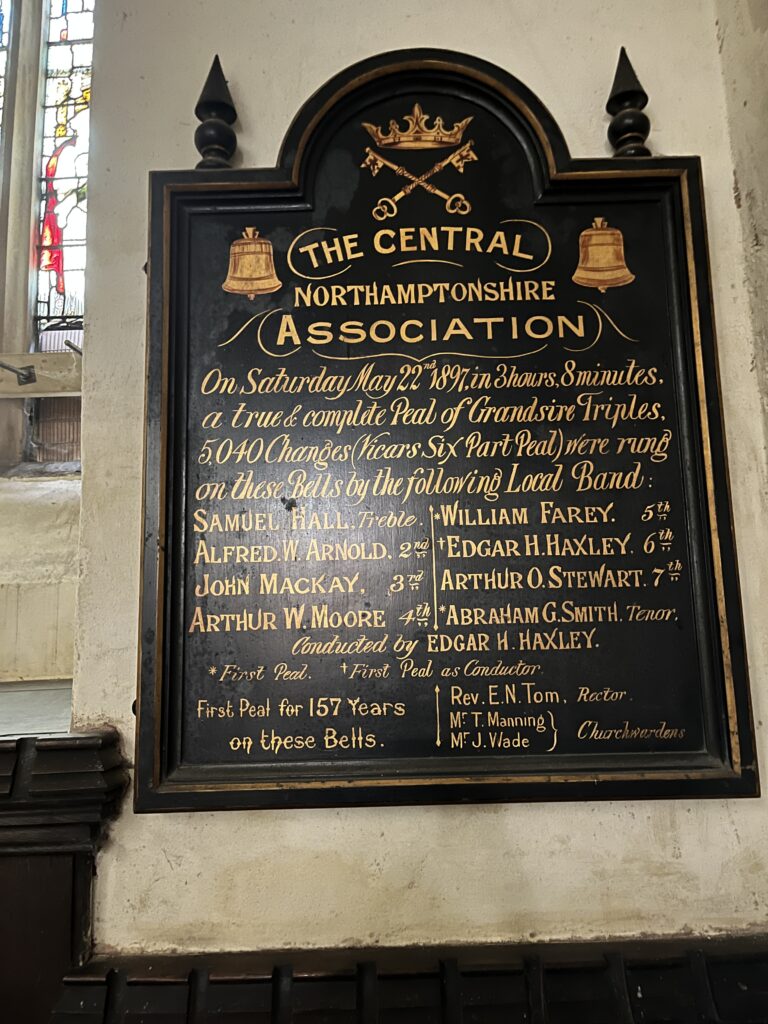 THE CENTRAL
NORTHAMPTONSHIRE
ASSOCIATION
On, Saturday May 22nd 1897, in 3 hours, 8 minutes,
a true & complete Peal of Grandsire Triples,
5,040 Changes (Vicars, Six Part Peal) were rung
on these Bells by the following Local Band:
SAMUEL HALL, Treble. *WILLIAM FAREY. 5th
ALFRED. W. ARNOLD. 2nd †EDGAR H. HAXLEY. 6th
JOHN MACKAY, 3rd ARTHUR O. STEWART. 7th
ARTHUR W. MOORE 4th *ABRAHAM G. SMITH. Tenor.
Conducted by EDGAR H. HAXLEY.
*First Peal. †First Peal as Conductor.
First Peal for 157 Years
on these Bells.
Rev. E. N. Tom, Rector.
Mr T. Manning
Mr J. Wade } Churchwardens